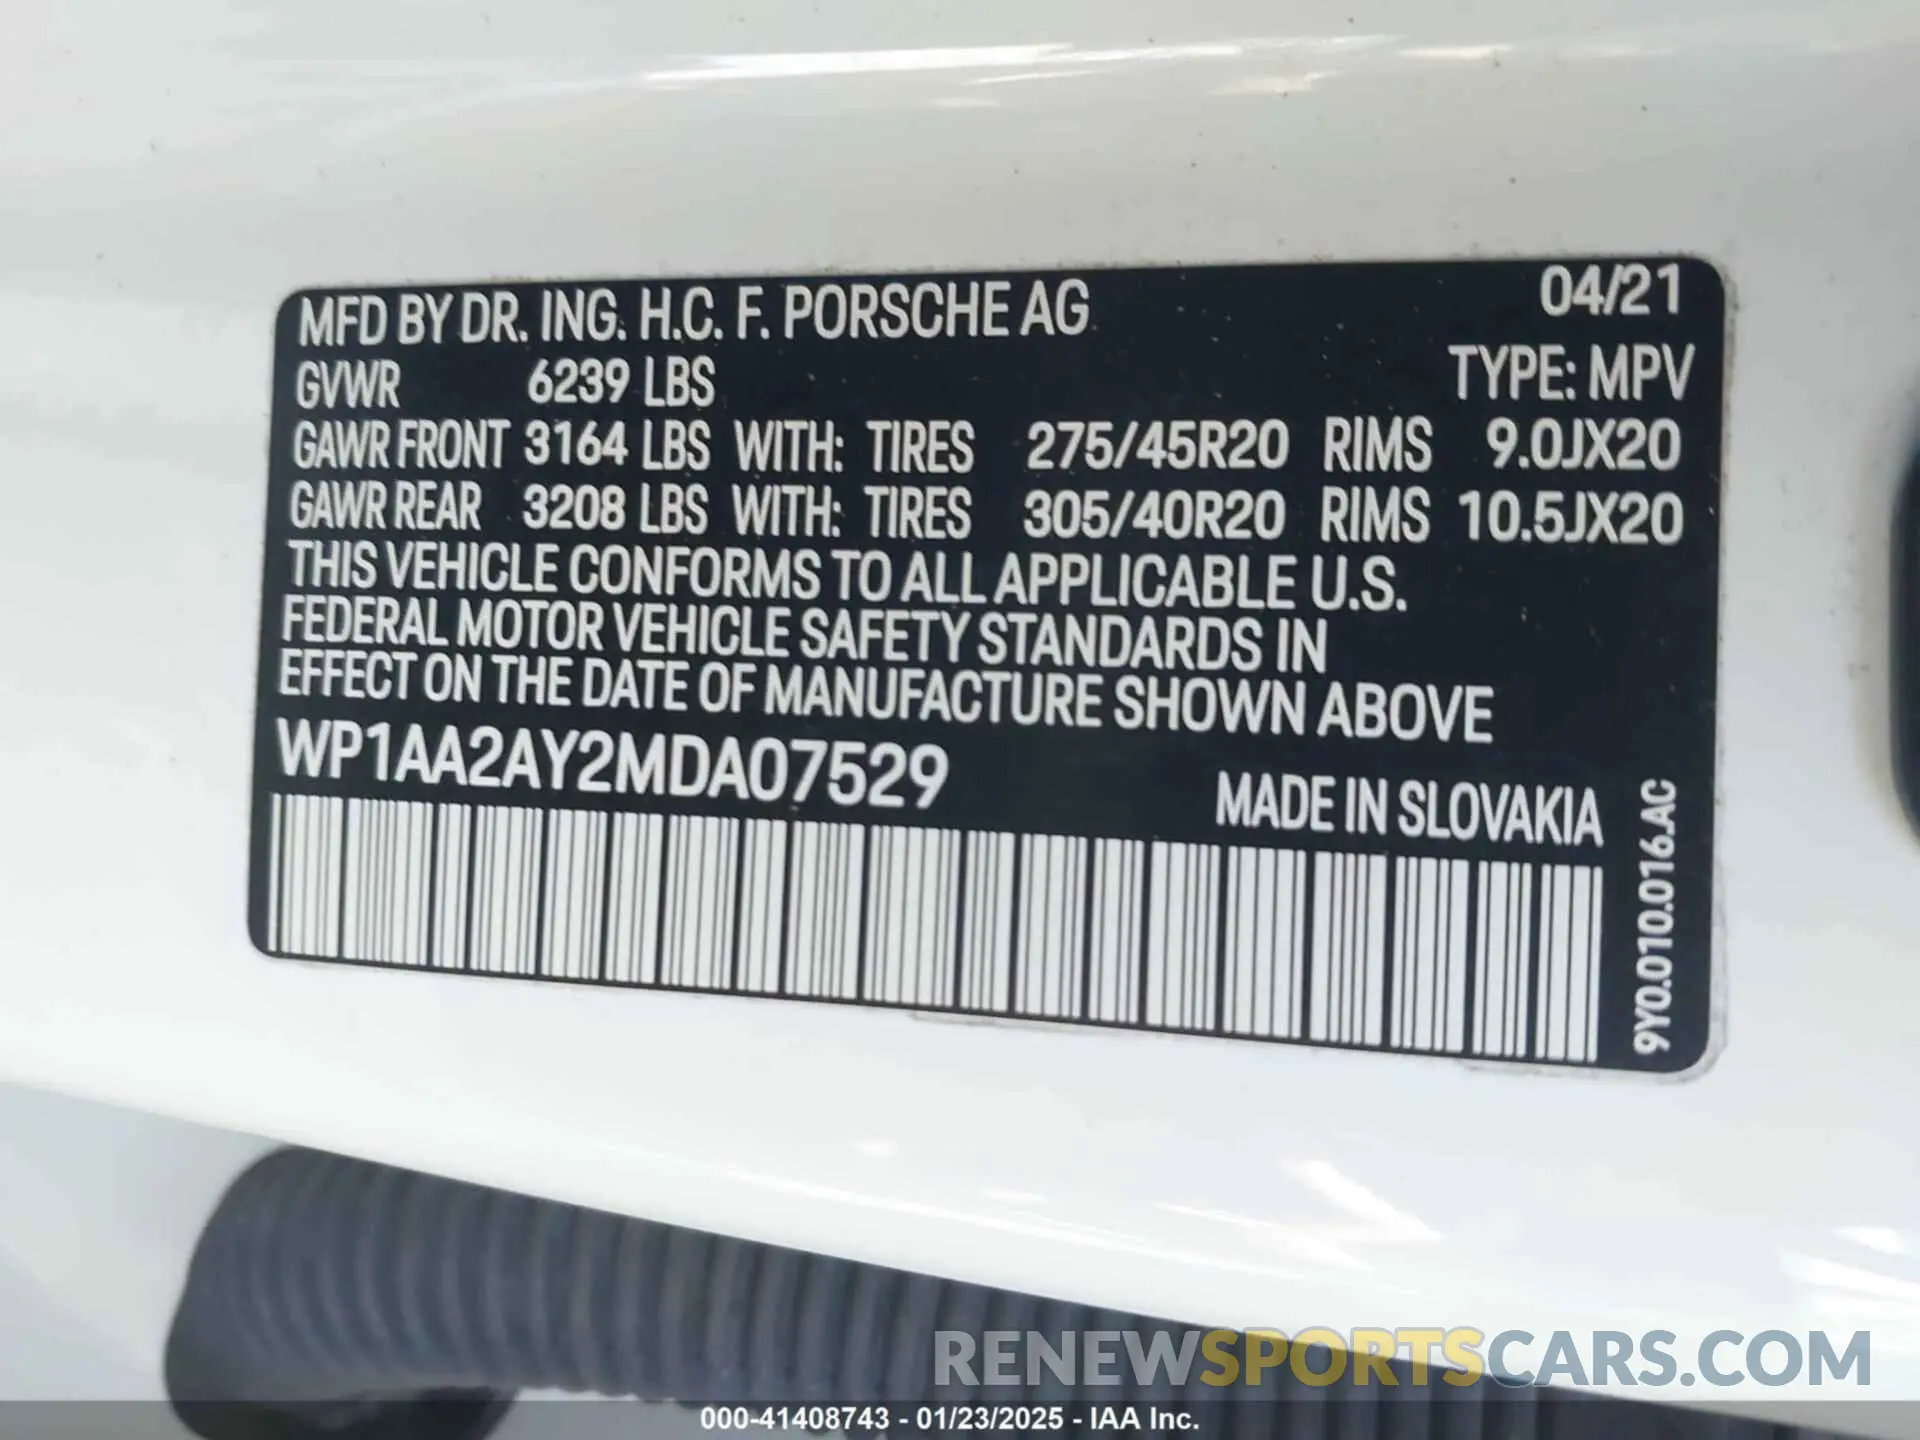 MFD BY DR. ING. H.C. F. PORSCHE AG 04/21
GVWR 6239 LBS TYPE: MPV
GAWR FRONT 3164 LBS WITH: TIRES 275/45R20 RIMS 9.0JX20
GAWR REAR 3208 LBS WITH: TIRES 305/40R20 RIMS 10.5JX20
THIS VEHICLE CONFORMS TO ALL APPLICABLE U.S.
FEDERAL MOTOR VEHICLE SAFETY STANDARDS IN
EFFECT ON THE DATE OF MANUFACTURE SHOWN ABOVE
WP1AA2AY2MDA07529
MADE IN SLOVAKIA
9Y0.010.016.AC
RENEWSPORTSCARS.COM
000-41408743 - 01/23/2025 - IAA Inc.